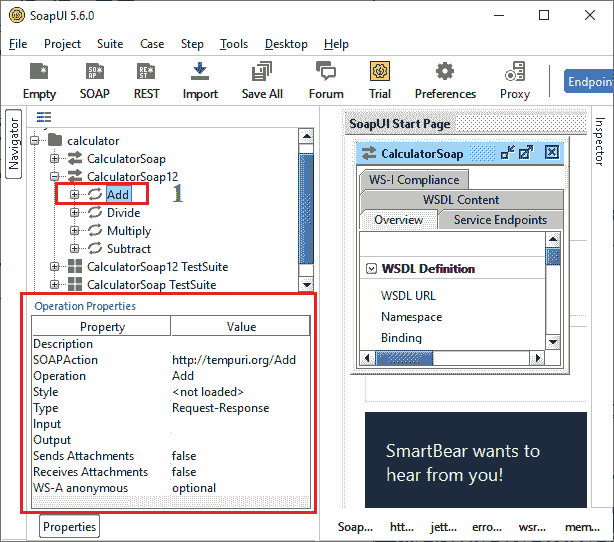 SoapUI 5.6.0
File Project Suite Case Step Tools Desktop Help
SO AP RE ST
Empty SOAP REST Import Save All Forum Trial Preferences Proxy Endpoin
Navigator
calculator
CalculatorSoap
CalculatorSoap12
Add 1
Divide
Multiply
Subtract
CalculatorSoap12 TestSuite
CalculatorSoap TestSuite
Operation Properties
Property Value
Description
SOAPAction http://tempuri.org/Add
Operation Add
Style <not loaded>
Type Request-Response
Input
Output
Sends Attachments false
Receives Attachments false
WS-A anonymous optional
Properties
SoapUI Start Page
CalculatorSoap
WS-I Compliance
WSDL Content
Overview Service Endpoints
WSDL Definition
WSDL URL
Namespace
Binding
Inspector
SmartBear wants to
hear from you!
Soap... htt... jett... erro... wsr... mem...